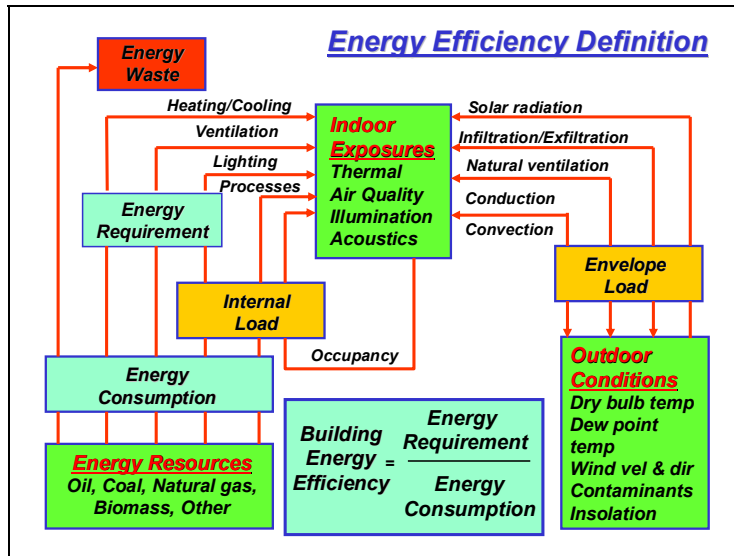 Energy Efficiency Definition
Energy
Waste
Heating/Cooling
Ventilation
Lighting
Processes
Energy
Requirement
Indoor
Exposures
Thermal
Air Quality
Illumination
Acoustics
Solar radiation
Infiltration/Exfiltration
Natural ventilation
Conduction
Convection
Envelope
Load
Internal
Load
Occupancy
Energy
Consumption
Energy Resources
Oil, Coal, Natural gas,
Biomass, Other
Building
Energy
Efficiency
=
Energy
Requirement
Energy
Consumption
Outdoor
Conditions
Dry bulb temp
Dew point
temp
Wind vel & dir
Contaminants
Insolation